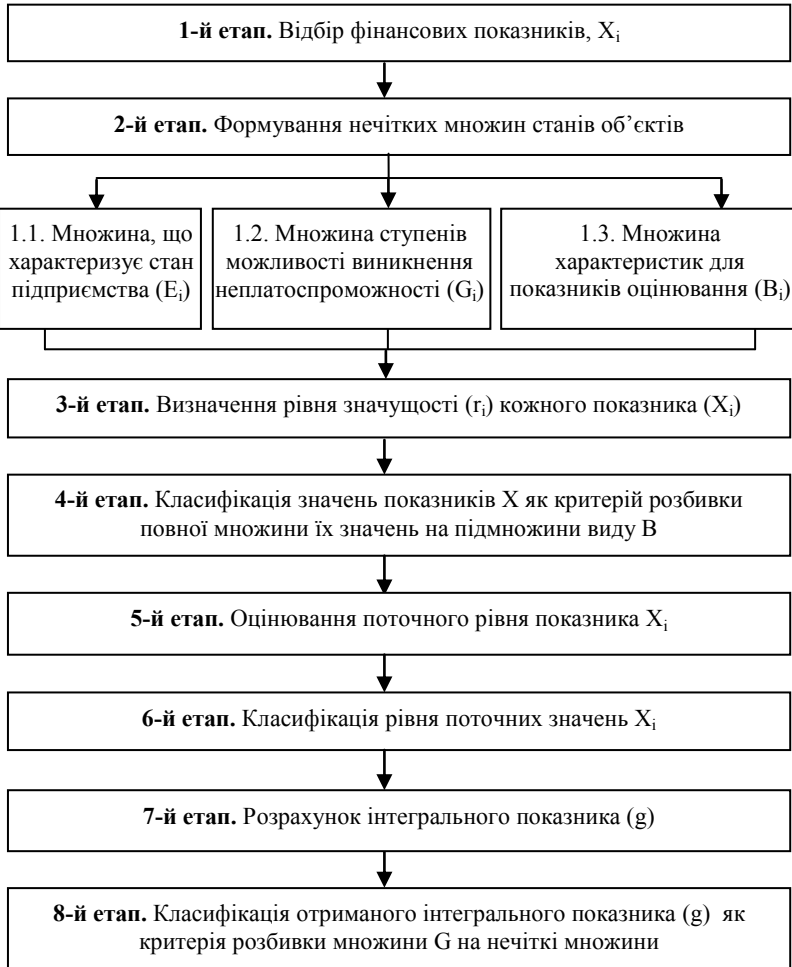 1-й етап. Відбір фінансових показників, Xi
2-й етап. Формування нечітких множин станів об’єктів
1.1. Множина, що
характеризує стан
підприємства (Ei)
1.2. Множина ступенів
можливості виникнення
неплатоспроможності (Gi)
1.3. Множина
характеристик для
показників оцінювання (Bi)
3-й етап. Визначення рівня значущості (ri) кожного показника (Xi)
4-й етап. Класифікація значень показників X як критерій розбивки
повної множини їх значень на підмножини виду B
5-й етап. Оцінювання поточного рівня показника Xi
6-й етап. Класифікація рівня поточних значень Xi
7-й етап. Розрахунок інтегрального показника (g)
8-й етап. Класифікація отриманого інтегрального показника (g) як
критерія розбивки множини G на нечіткі множини